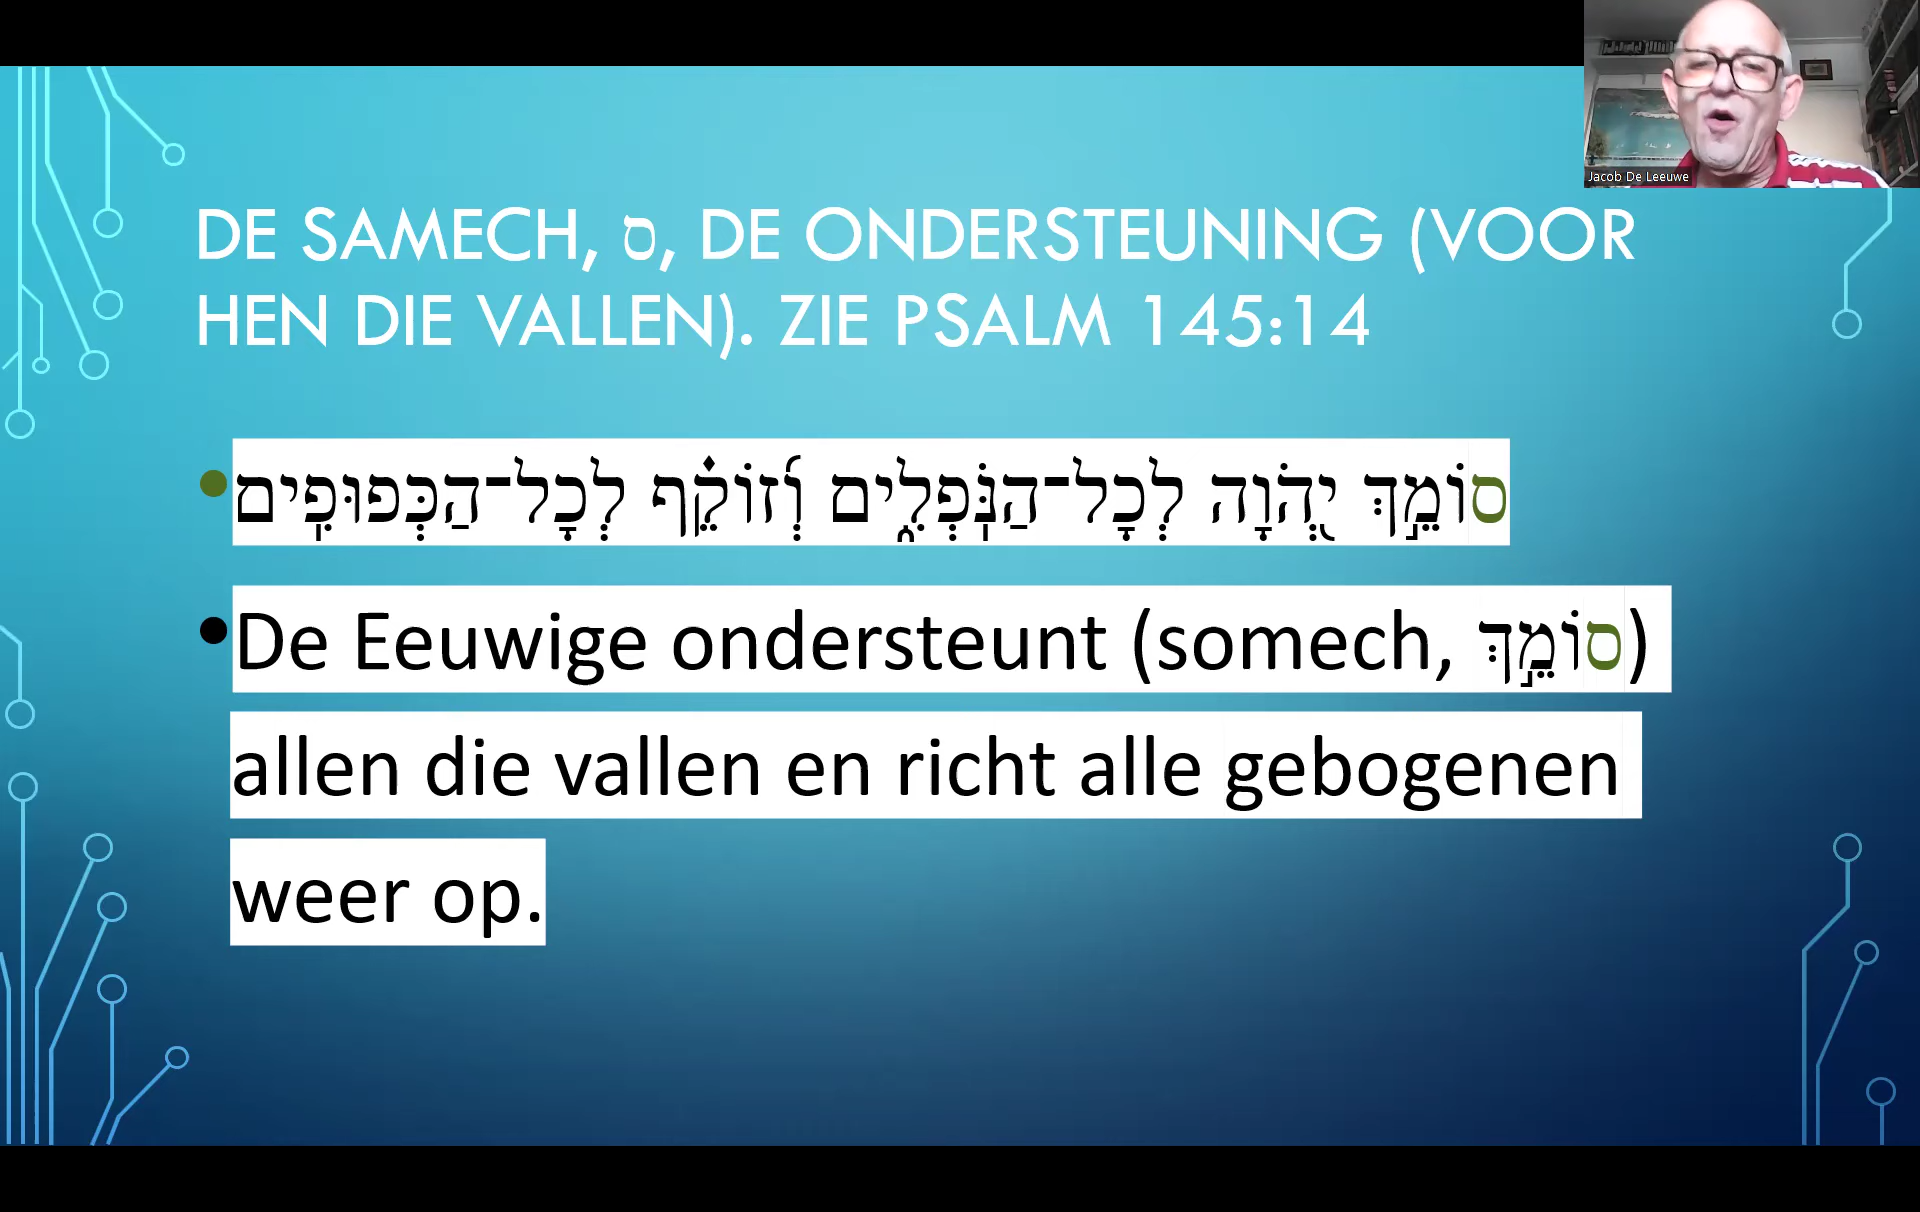 Jacob De Leeuwe
DE SAMECH, ס, DE ONDERSTEUNING (VOOR
HEN DIE VALLEN). ZIE PSALM 145:14
סוֹמֵ֣ךְ יְ֭הֹוָה לְכׇל־הַנֹּפְלִ֑ים וְ֝זוֹקֵ֗ף לְכׇל־הַכְּפוּפִֽים
De Eeuwige ondersteunt (somech, סוֹמֵ֣ךְ)
allen die vallen en richt alle gebogenen
weer op.